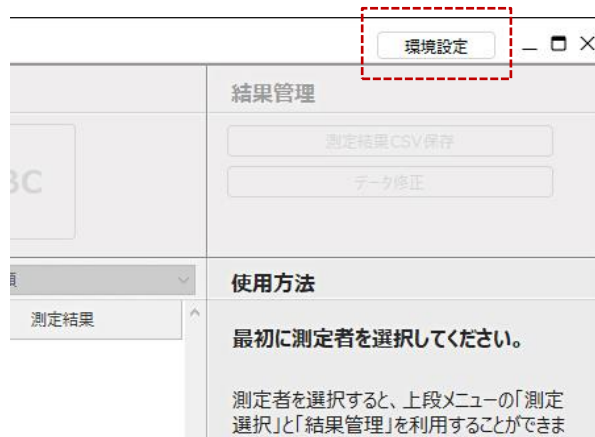 環境設定
結果管理
測定結果CSV保存
データ修正
BC
使用方法
測定結果
最初に測定者を選択してください。
測定者を選択すると、上段メニューの「測定
選択」と「結果管理」を利用することができま